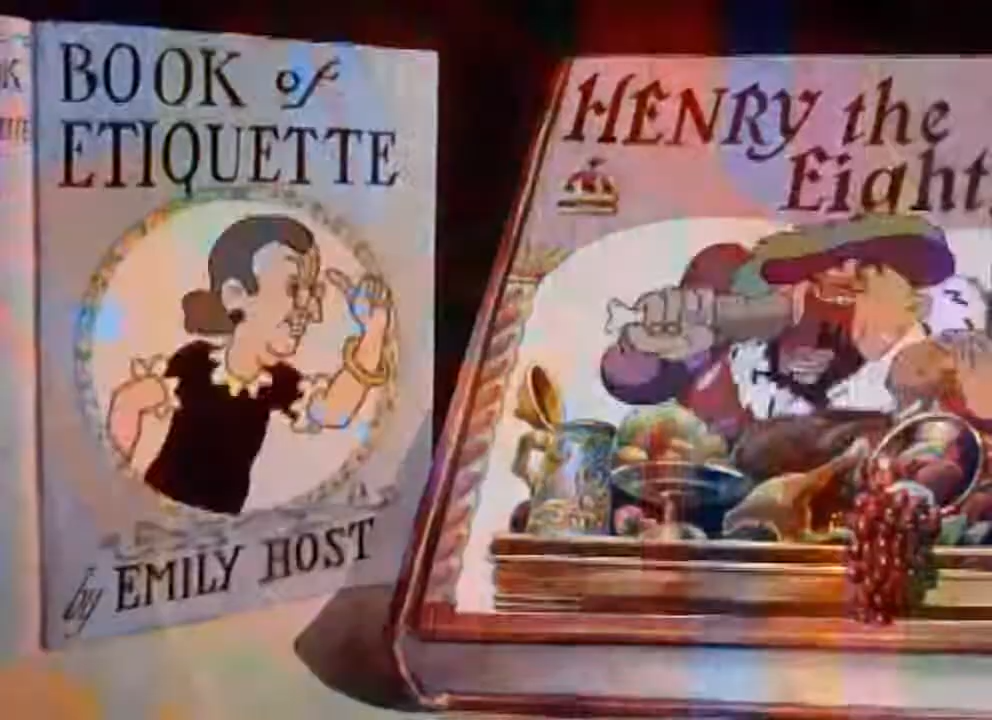 BOOK of
ETIQUETTE
by EMILY HOST
HENRY the
Eight